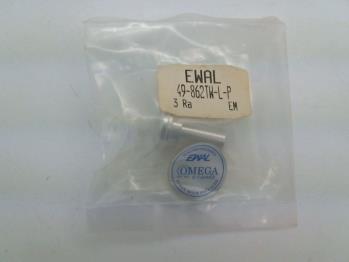 EWAL
49-862TW-L-P
3 Ra EM
EWAL
OMEGA